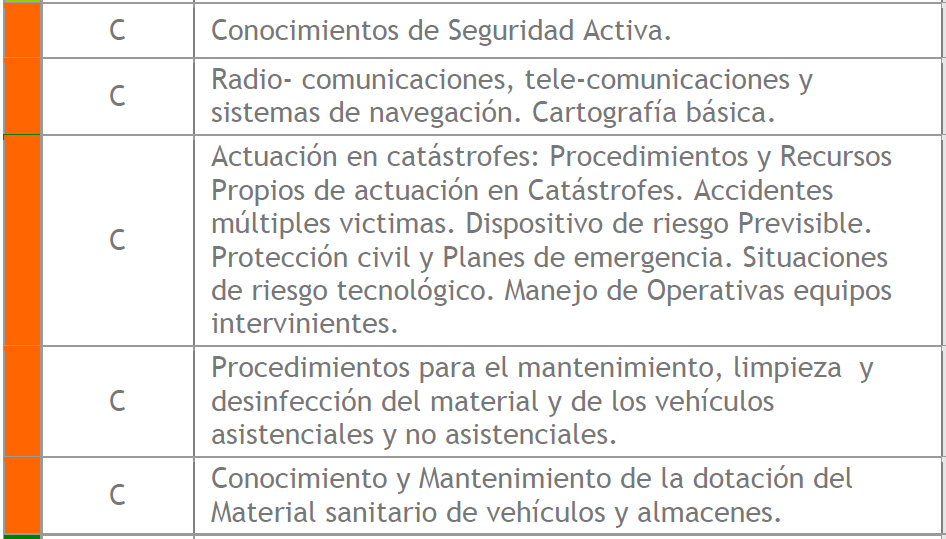 C
Conocimientos de Seguridad Activa.
C
Radio- comunicaciones, tele-comunicaciones y
sistemas de navegación. Cartografía básica.
C
Actuación en catástrofes: Procedimientos y Recursos
Propios de actuación en Catástrofes. Accidentes
múltiples victimas. Dispositivo de riesgo Previsible.
Protección civil y Planes de emergencia. Situaciones
de riesgo tecnológico. Manejo de Operativas equipos
intervinientes.
C
Procedimientos para el mantenimiento, limpieza  y
desinfección del material y de los vehículos
asistenciales y no asistenciales.
C
Conocimiento y Mantenimiento de la dotación del
Material sanitario de vehículos y almacenes.